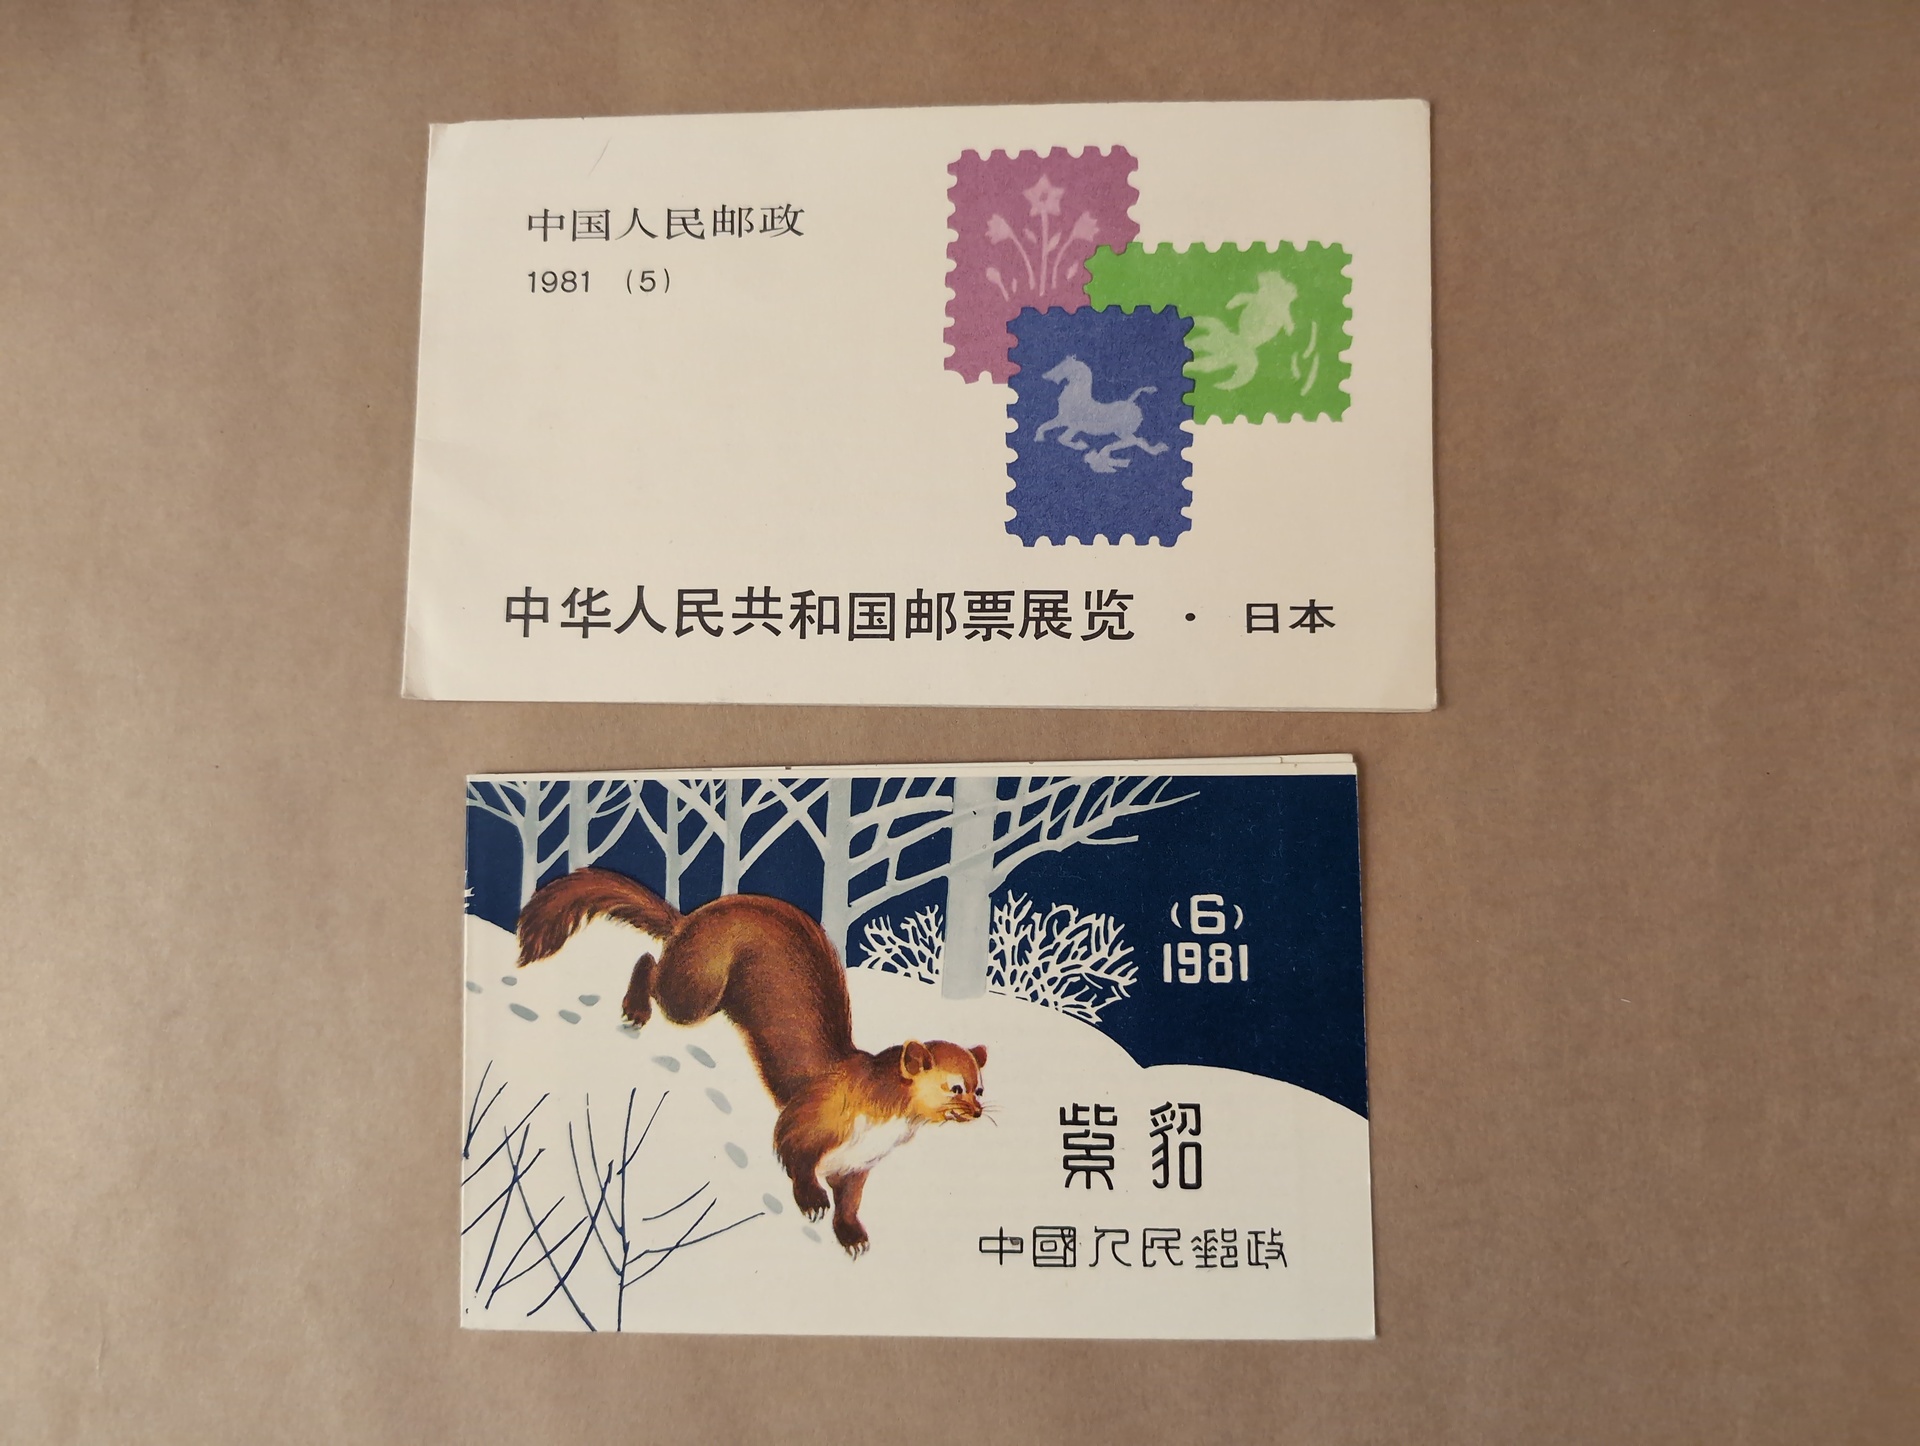 中国人民邮政
1981 (5)
中华人民共和国邮票展览・日本
(6)
1981
紫貂
中國人民郵政